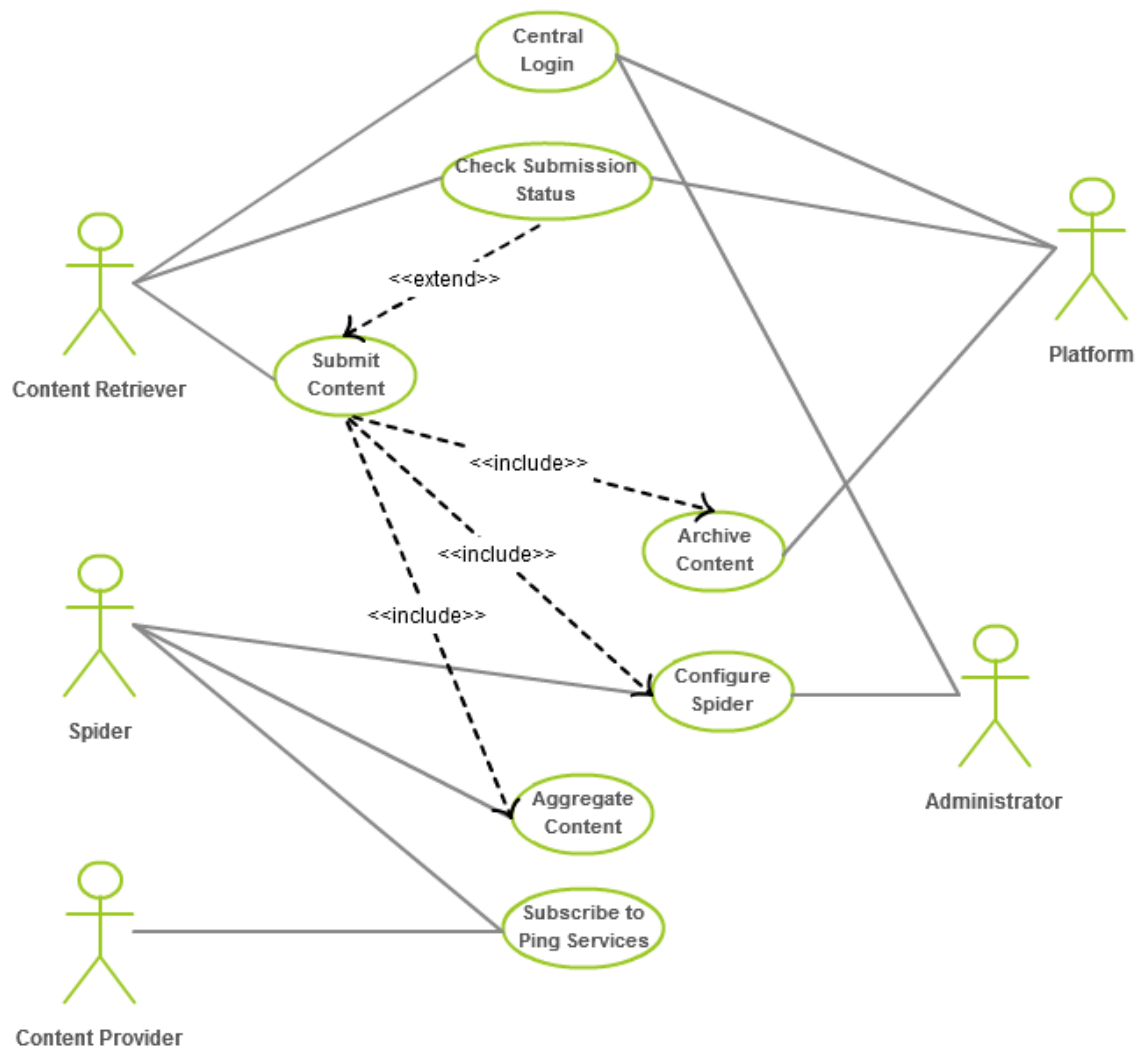 Central
Login
Check Submission
Status
<<extend>>
Platform
Submit
Content
Content Retriever
<<include>>
Archive
Content
<<include>>
<<include>>
Configure
Spider
Spider
Aggregate
Content
Administrator
Subscribe to
Ping Services
Content Provider